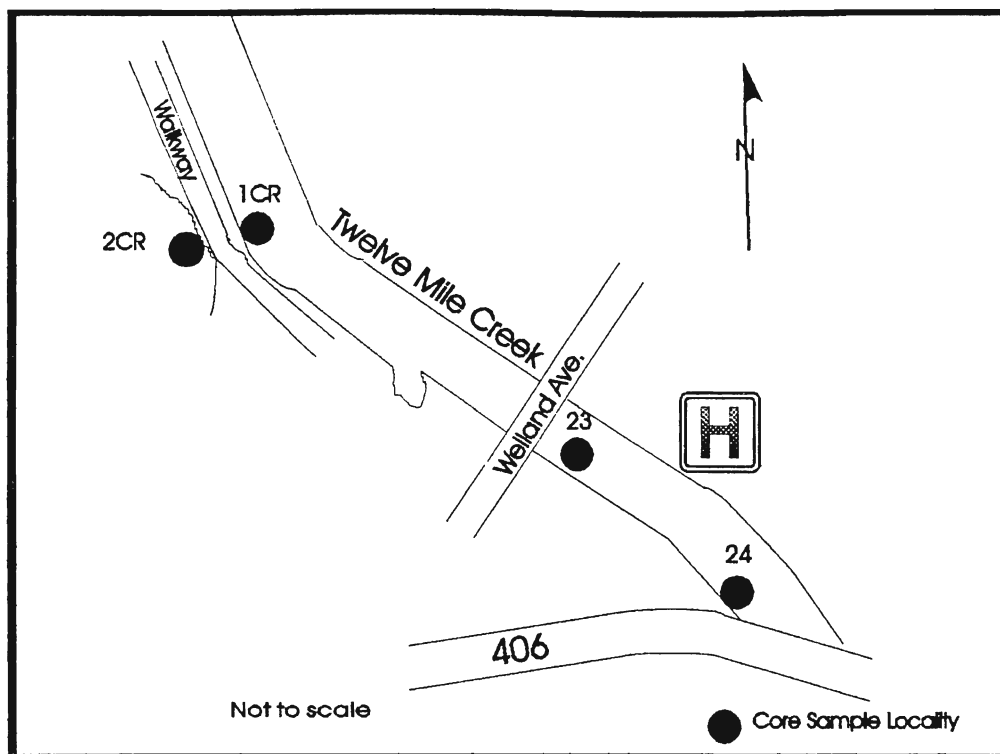 N
Walkway
1CR
2CR
Twelve Mile Creek
Welland Ave.
23
H
24
406
Not to scale
Core Sample Locality